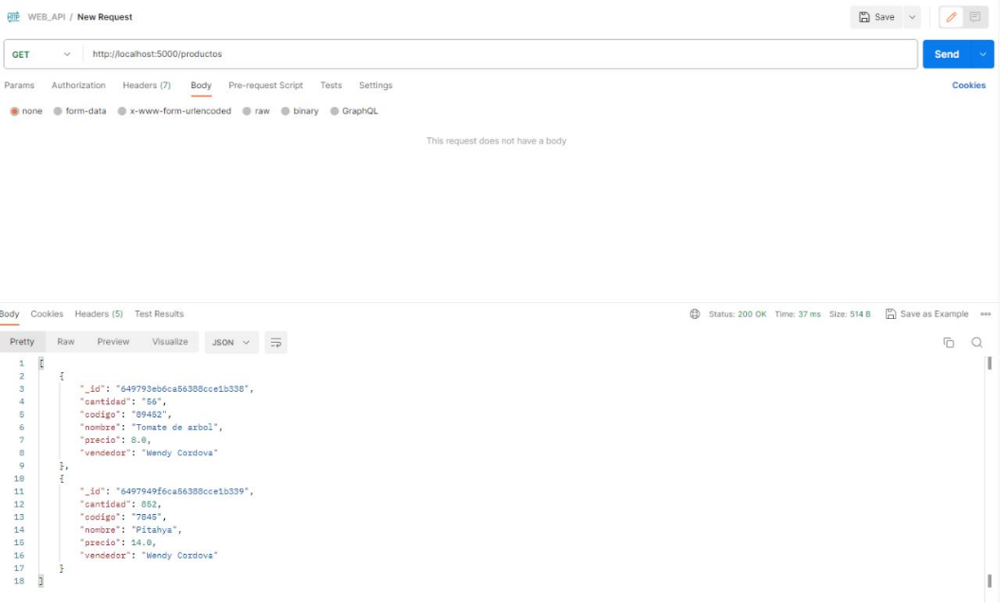 HTTP WEB_API / New Request Save
GET http://localhost:5000/productos Send
Params Authorization Headers (7) Body Pre-request Script Tests Settings Cookies
none form-data x-www-form-urlencoded raw binary GraphQL
This request does not have a body
Body Cookies Headers (5) Test Results Status: 200 OK Time: 37 ms Size: 514 B Save as Example
Pretty Raw Preview Visualize JSON
1 [
2 {
3 "_id": "649793eb6ca56388cce1b338",
4 "cantidad": "56",
5 "codigo": "89452",
6 "nombre": "Tomate de arbol",
7 "precio": 8.0,
8 "vendedor": "Wendy Cordova"
9 },
10 {
11 "_id": "6497949f6ca56388cce1b339",
12 "cantidad": 852,
13 "codigo": "7845",
14 "nombre": "Pitahya",
15 "precio": 14.0,
16 "vendedor": "Wendy Cordova"
17 }
18 ]